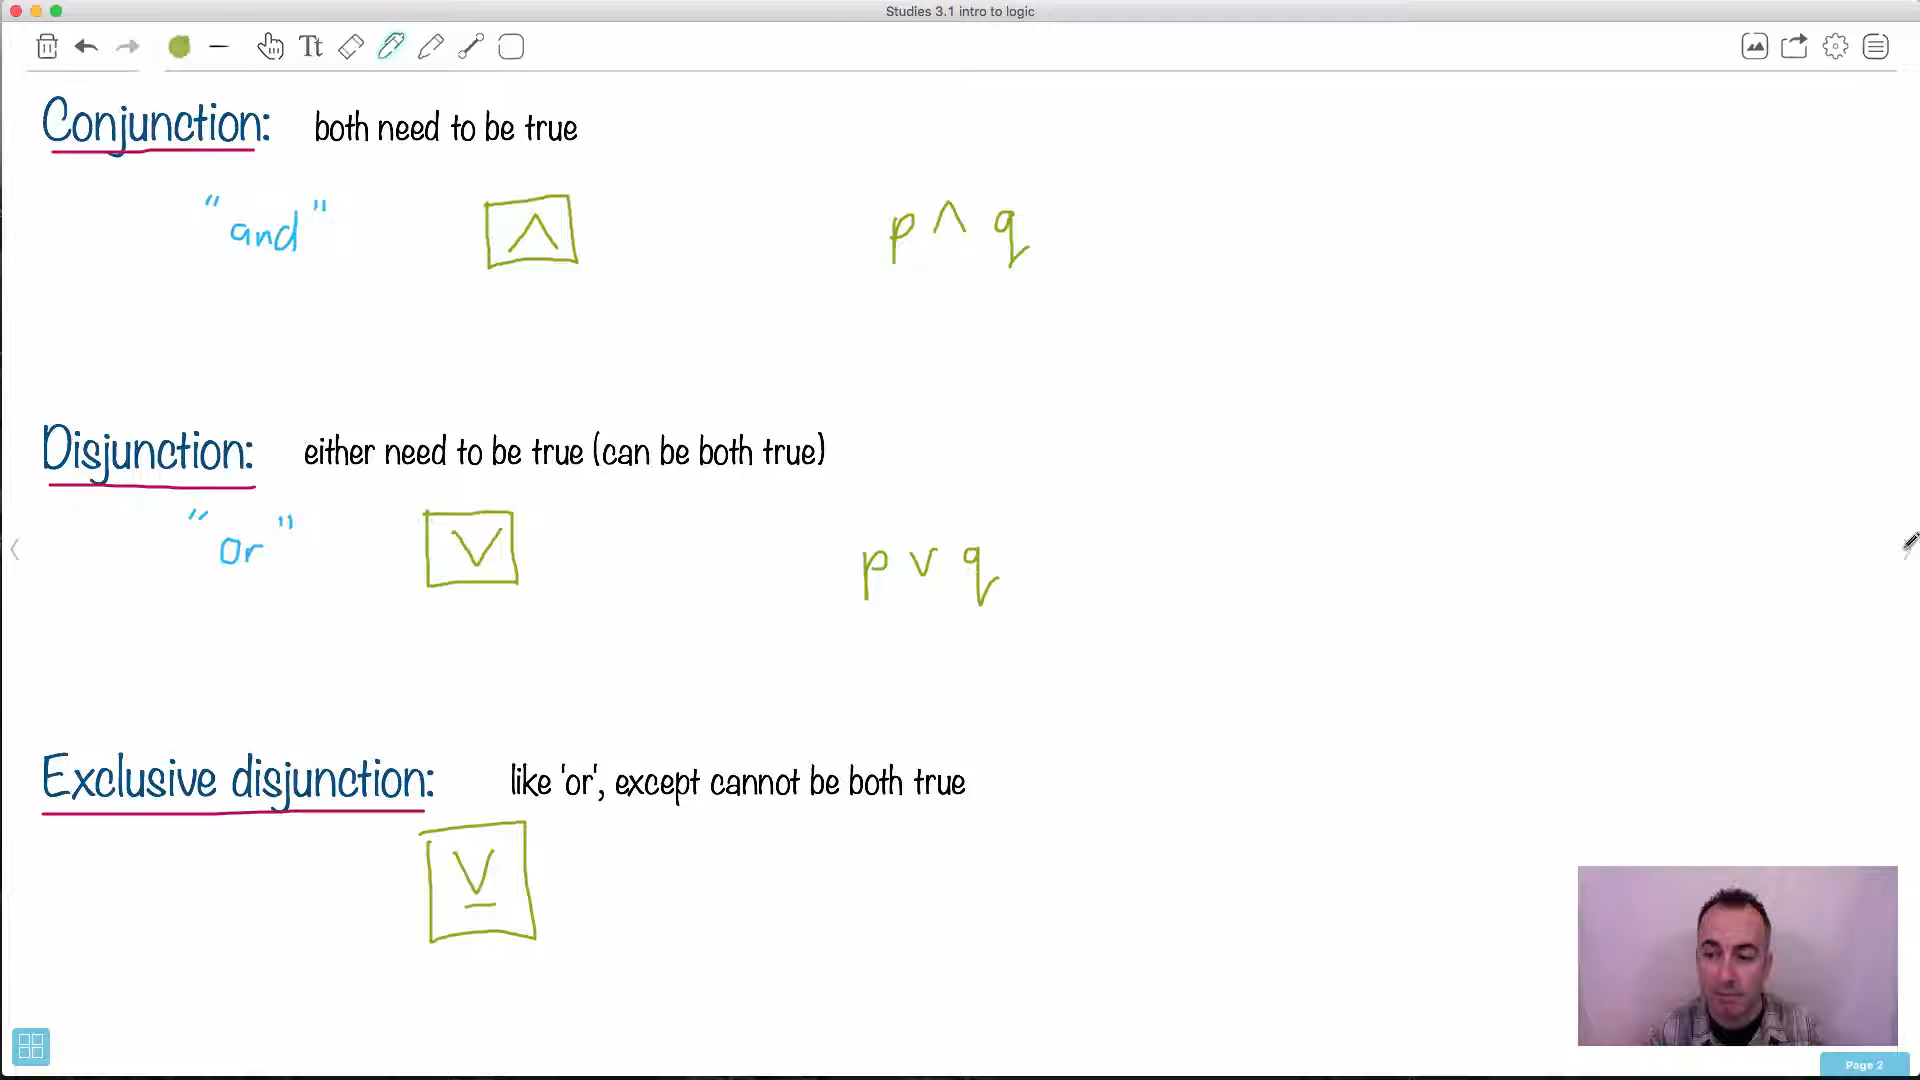 Studies 3.1 intro to logic
Tt
Conjunction: both need to be true
"and" ∧ p ∧ q
Disjunction: either need to be true (can be both true)
"or" ∨ p ∨ q
Exclusive disjunction: like 'or', except cannot be both true
⊻
Page 2